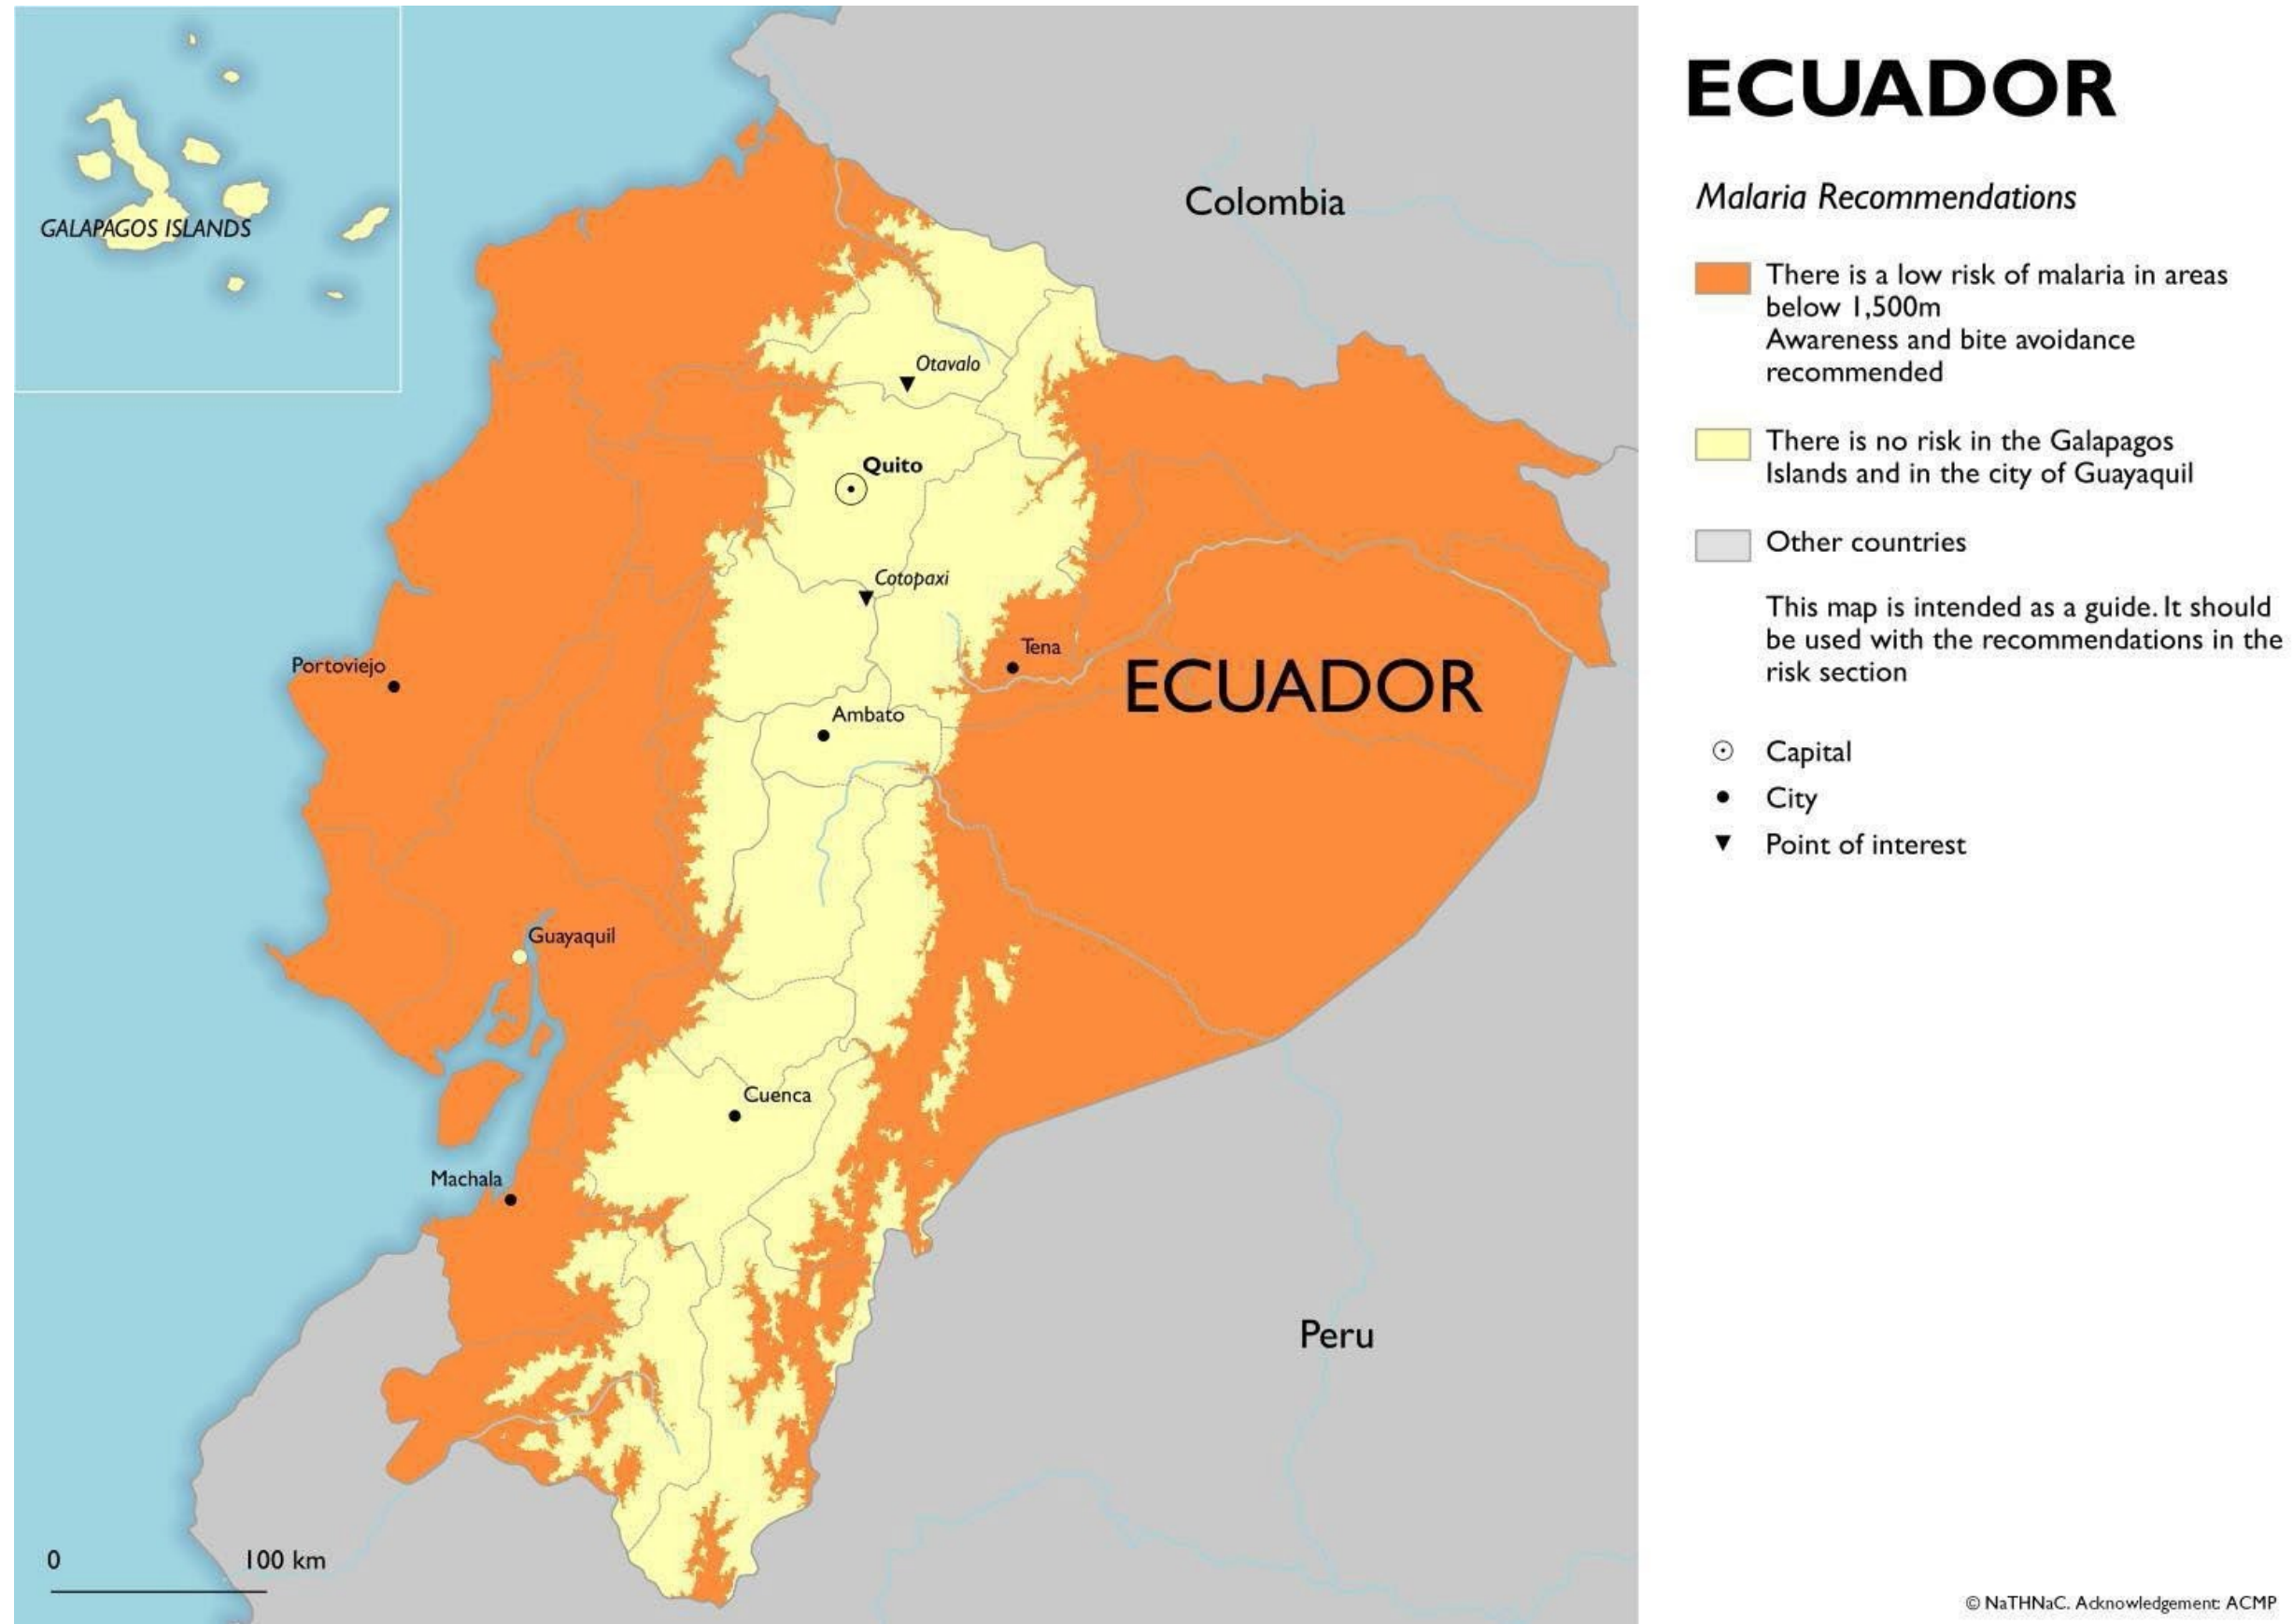 ECUADOR
Malaria Recommendations
There is a low risk of malaria in areas
below 1,500m
Awareness and bite avoidance
recommended
There is no risk in the Galapagos
Islands and in the city of Guayaquil
Other countries
This map is intended as a guide. It should
be used with the recommendations in the
risk section
Capital
City
Point of interest
GALAPAGOS ISLANDS
Colombia
Otavalo
Quito
Cotopaxi
Tena
Portoviejo
ECUADOR
Ambato
Guayaquil
Cuenca
Machala
Peru
0 100 km
© NaTHNaC. Acknowledgement: ACMP